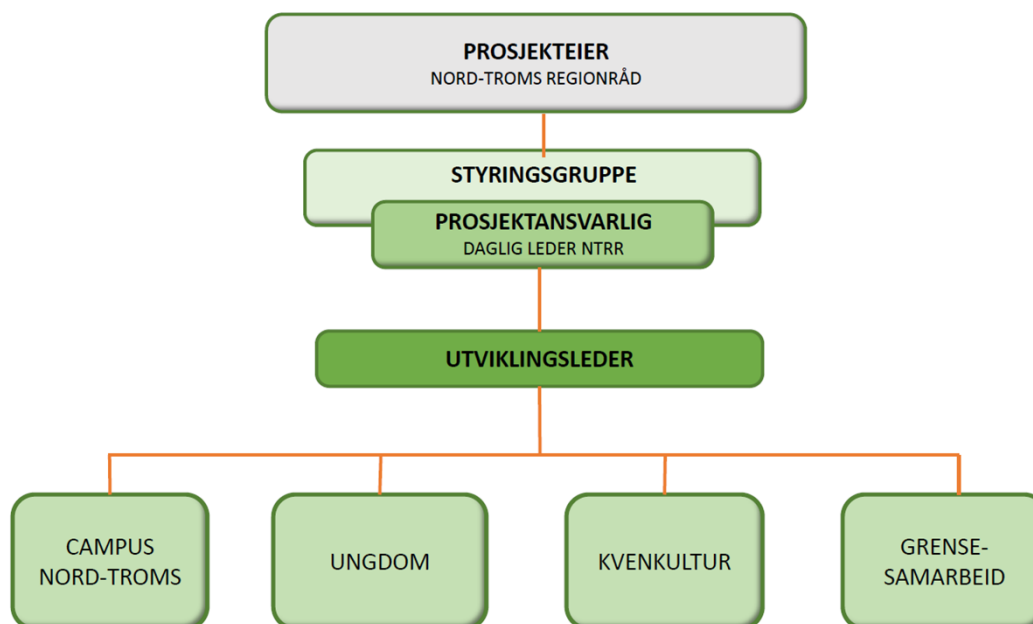 PROSJEKTEIER
NORD-TROMS REGIONRÅD
STYRINGSGRUPPE
PROSJEKTANSVARLIG
DAGLIG LEDER NTRR
UTVIKLINGSLEDER
CAMPUS
NORD-TROMS
UNGDOM
KVENKULTUR
GRENSE-
SAMARBEID